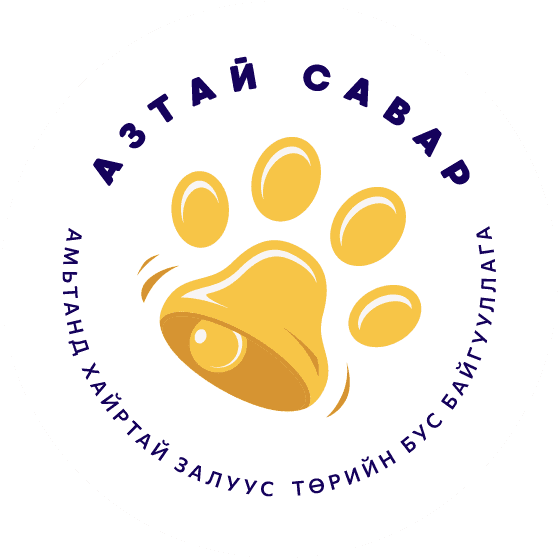 АЗТАЙ САВАР
АМЬТАНД ХАЙРТАЙ ЗАЛУУС ТӨРИЙН БУС БАЙГУУЛЛАГА